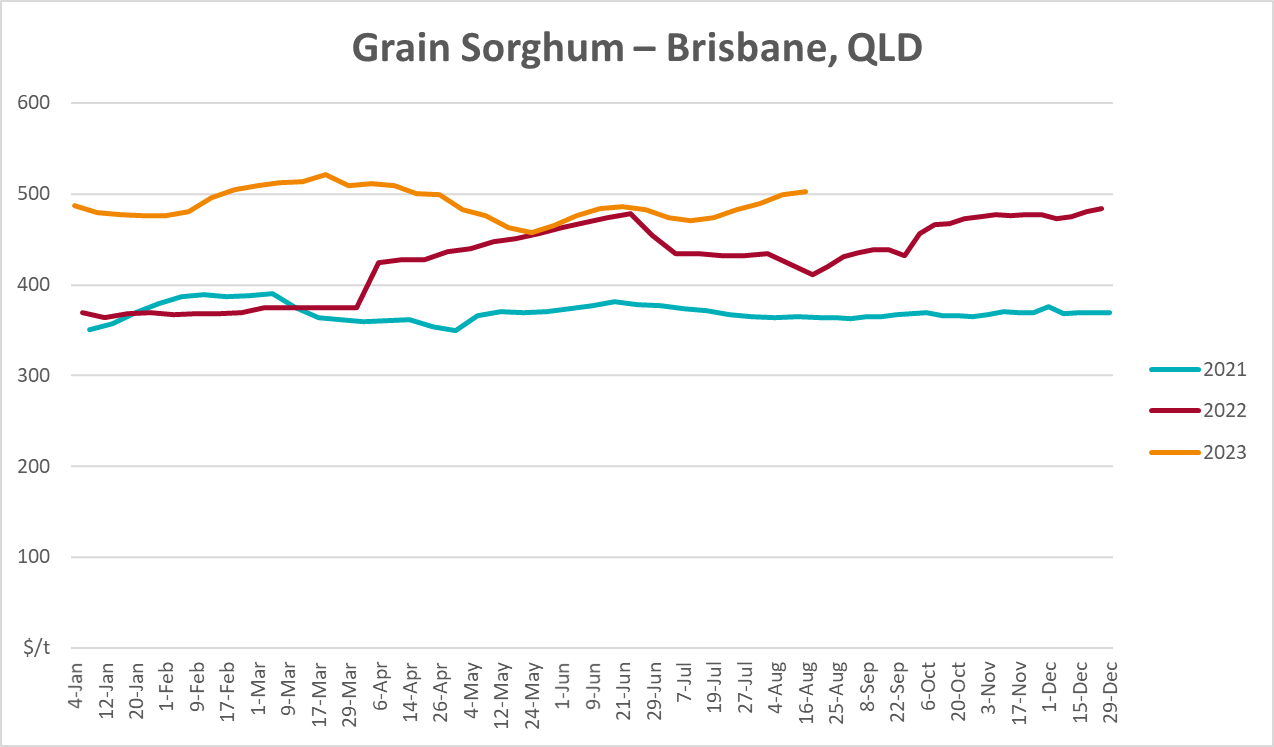 Grain Sorghum – Brisbane, QLD
600
500
400
300
200
100
$/t
4-Jan
12-Jan
20-Jan
1-Feb
9-Feb
17-Feb
1-Mar
9-Mar
17-Mar
29-Mar
6-Apr
14-Apr
26-Apr
4-May
12-May
24-May
1-Jun
9-Jun
21-Jun
29-Jun
7-Jul
19-Jul
27-Jul
4-Aug
16-Aug
25-Aug
8-Sep
22-Sep
6-Oct
20-Oct
3-Nov
17-Nov
1-Dec
15-Dec
29-Dec
2021
2022
2023